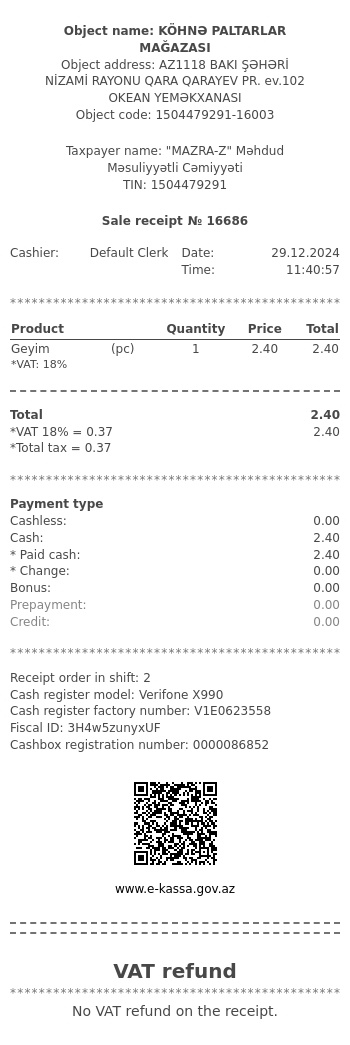 Object name: KÖHNƏ PALTARLAR
MAĞAZASI
Object address: AZ1118 BAKI ŞƏHƏRİ
NİZAMİ RAYONU QARA QARAYEV PR. ev.102
OKEAN YEMƏKXANASI
Object code: 1504479291-16003
Taxpayer name: "MAZRA-Z" Məhdud
Məsuliyyətli Cəmiyyəti
TIN: 1504479291
Sale receipt № 16686
Cashier: Default Clerk Date: 29.12.2024
Time: 11:40:57
********************************************
Product Quantity Price Total
Geyim (pc) 1 2.40 2.40
*VAT: 18%
Total 2.40
*VAT 18% = 0.37 2.40
*Total tax = 0.37
********************************************
Payment type
Cashless: 0.00
Cash: 2.40
* Paid cash: 2.40
* Change: 0.00
Bonus: 0.00
Prepayment: 0.00
Credit: 0.00
********************************************
Receipt order in shift: 2
Cash register model: Verifone X990
Cash register factory number: V1E0623558
Fiscal ID: 3H4w5zunyxUF
Cashbox registration number: 0000086852
www.e-kassa.gov.az
VAT refund
********************************************
No VAT refund on the receipt.